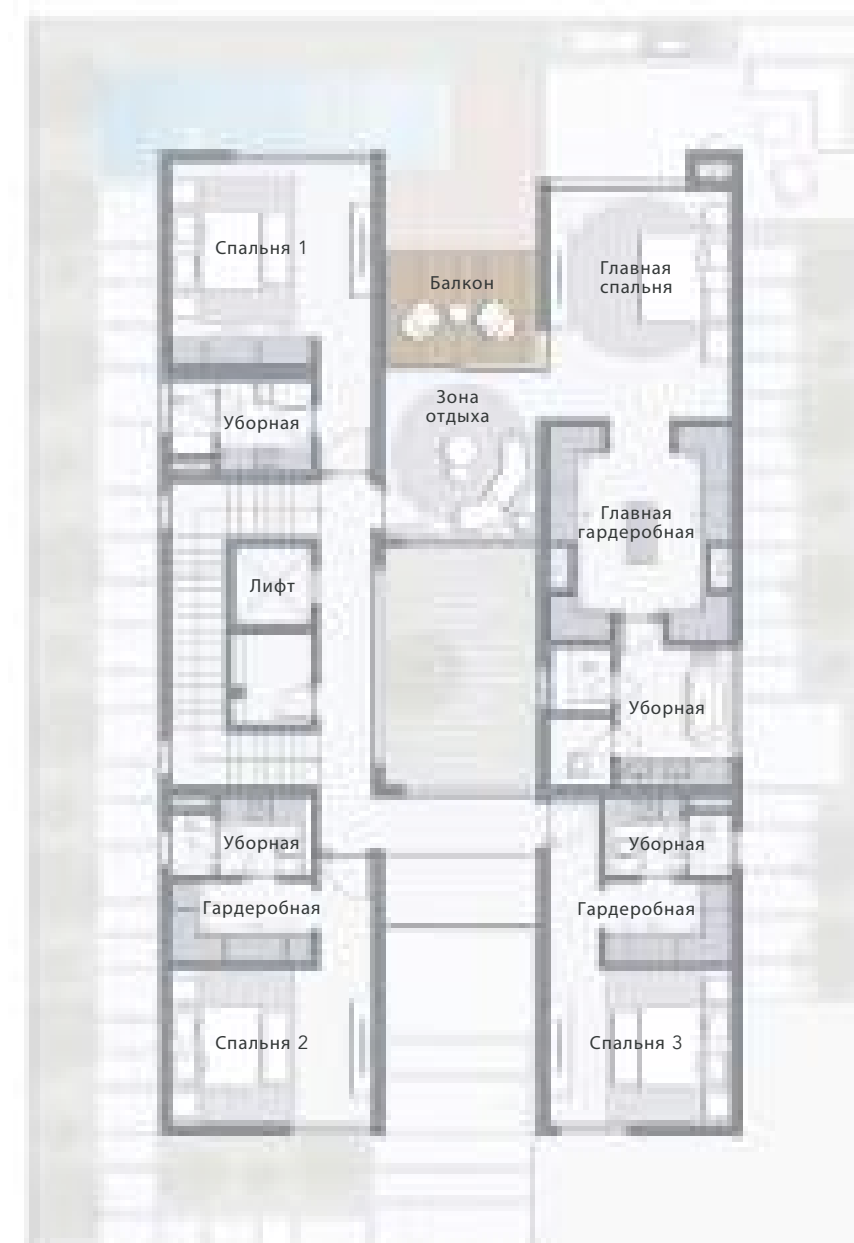 Спальня 1
Балкон
Главная
спальня
Зона
отдыха
Уборная
Главная
гардеробная
Лифт
Уборная
Уборная
Уборная
Гардеробная
Гардеробная
Спальня 2
Спальня 3